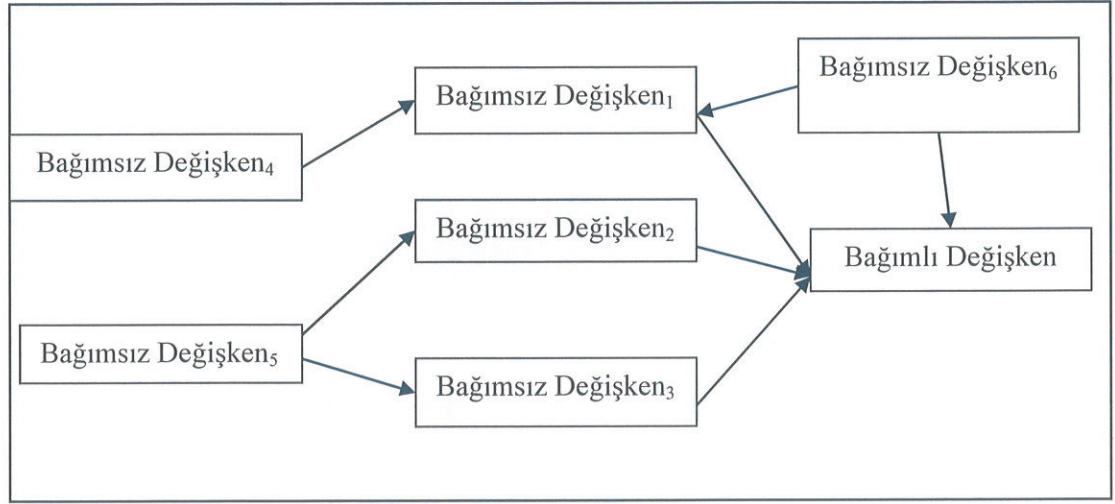 Bağımsız Değişken₆
Bağımsız Değişken₁
Bağımsız Değişken₄
Bağımsız Değişken₂
Bağımlı Değişken
Bağımsız Değişken₅
Bağımsız Değişken₃